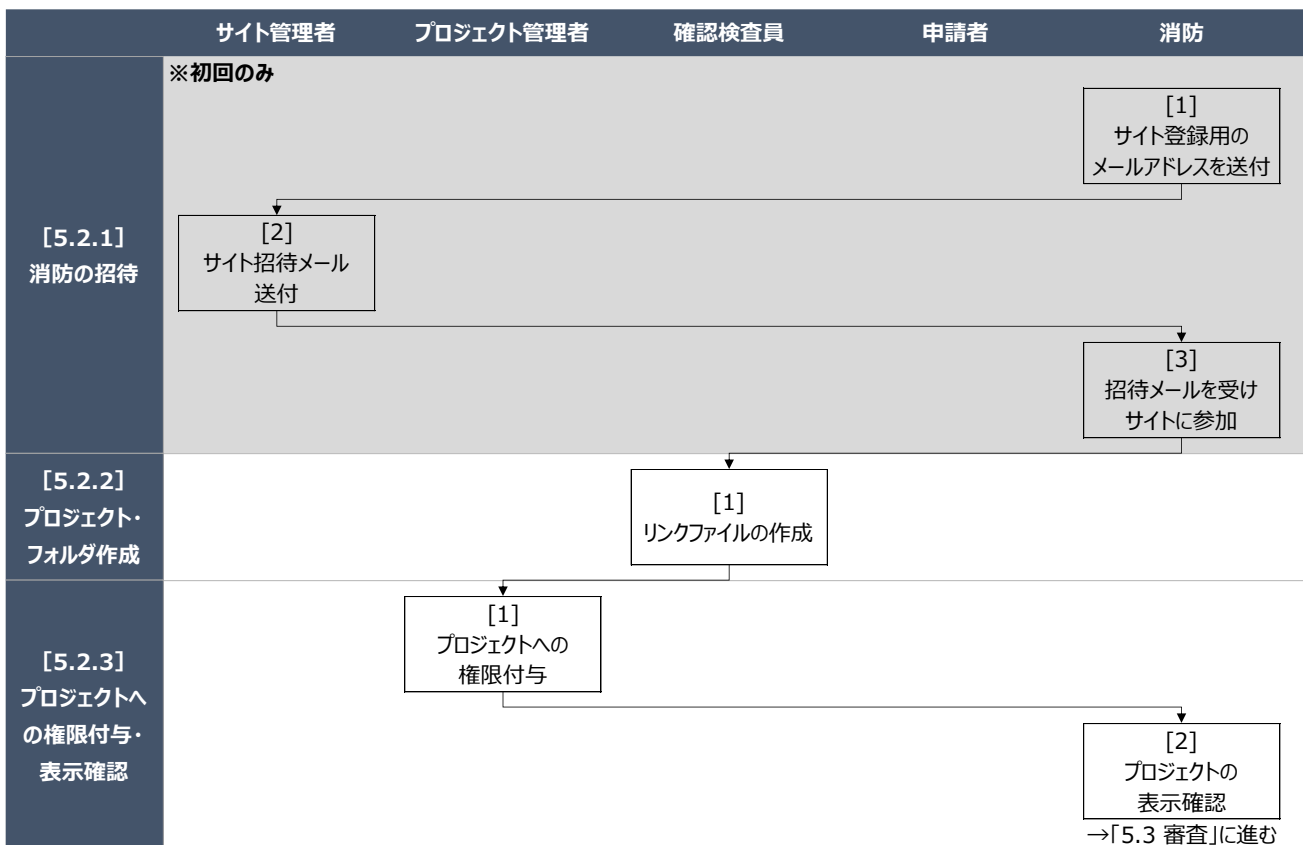 サイト管理者 プロジェクト管理者 確認検査員 申請者 消防
[5.2.1]
消防の招待
※初回のみ
[1]
サイト登録用の
メールアドレスを送付
[2]
サイト招待メール
送付
[3]
招待メールを受け
サイトに参加
[5.2.2]
プロジェクト・
フォルダ作成
[1]
リンクファイルの作成
[5.2.3]
プロジェクトへ
の権限付与・
表示確認
[1]
プロジェクトへの
権限付与
[2]
プロジェクトの
表示確認
→「5.3 審査」に進む